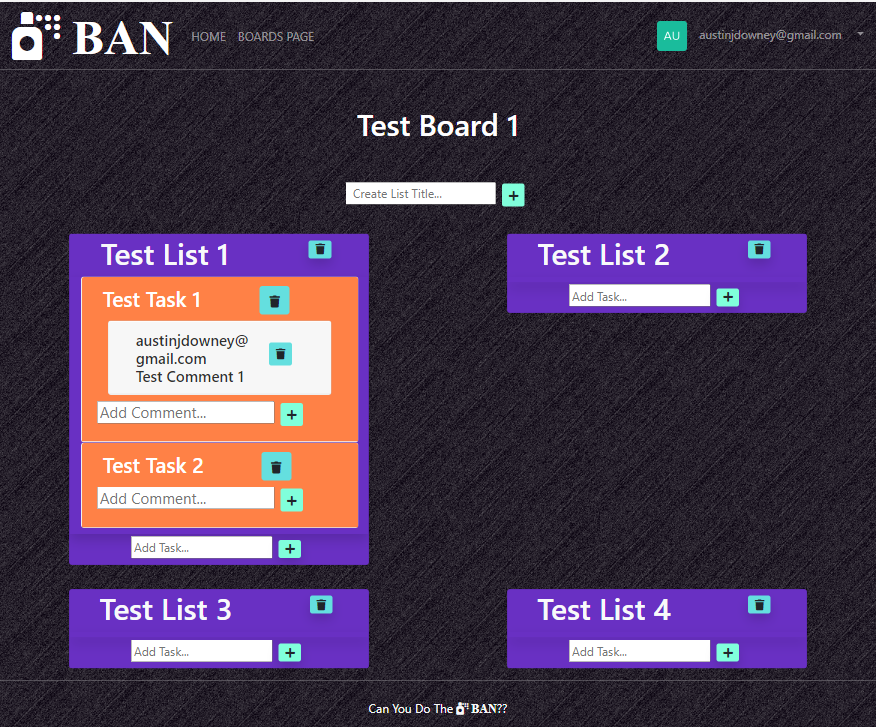 BAN HOME BOARDS PAGE AU austinjdowney@gmail.com
Test Board 1
Create List Title...
Test List 1
Test Task 1
austinjdowney@
gmail.com
Test Comment 1
Add Comment...
Test Task 2
Add Comment...
Add Task...
Test List 2
Add Task...
Test List 3
Add Task...
Test List 4
Add Task...
Can You Do The BAN??